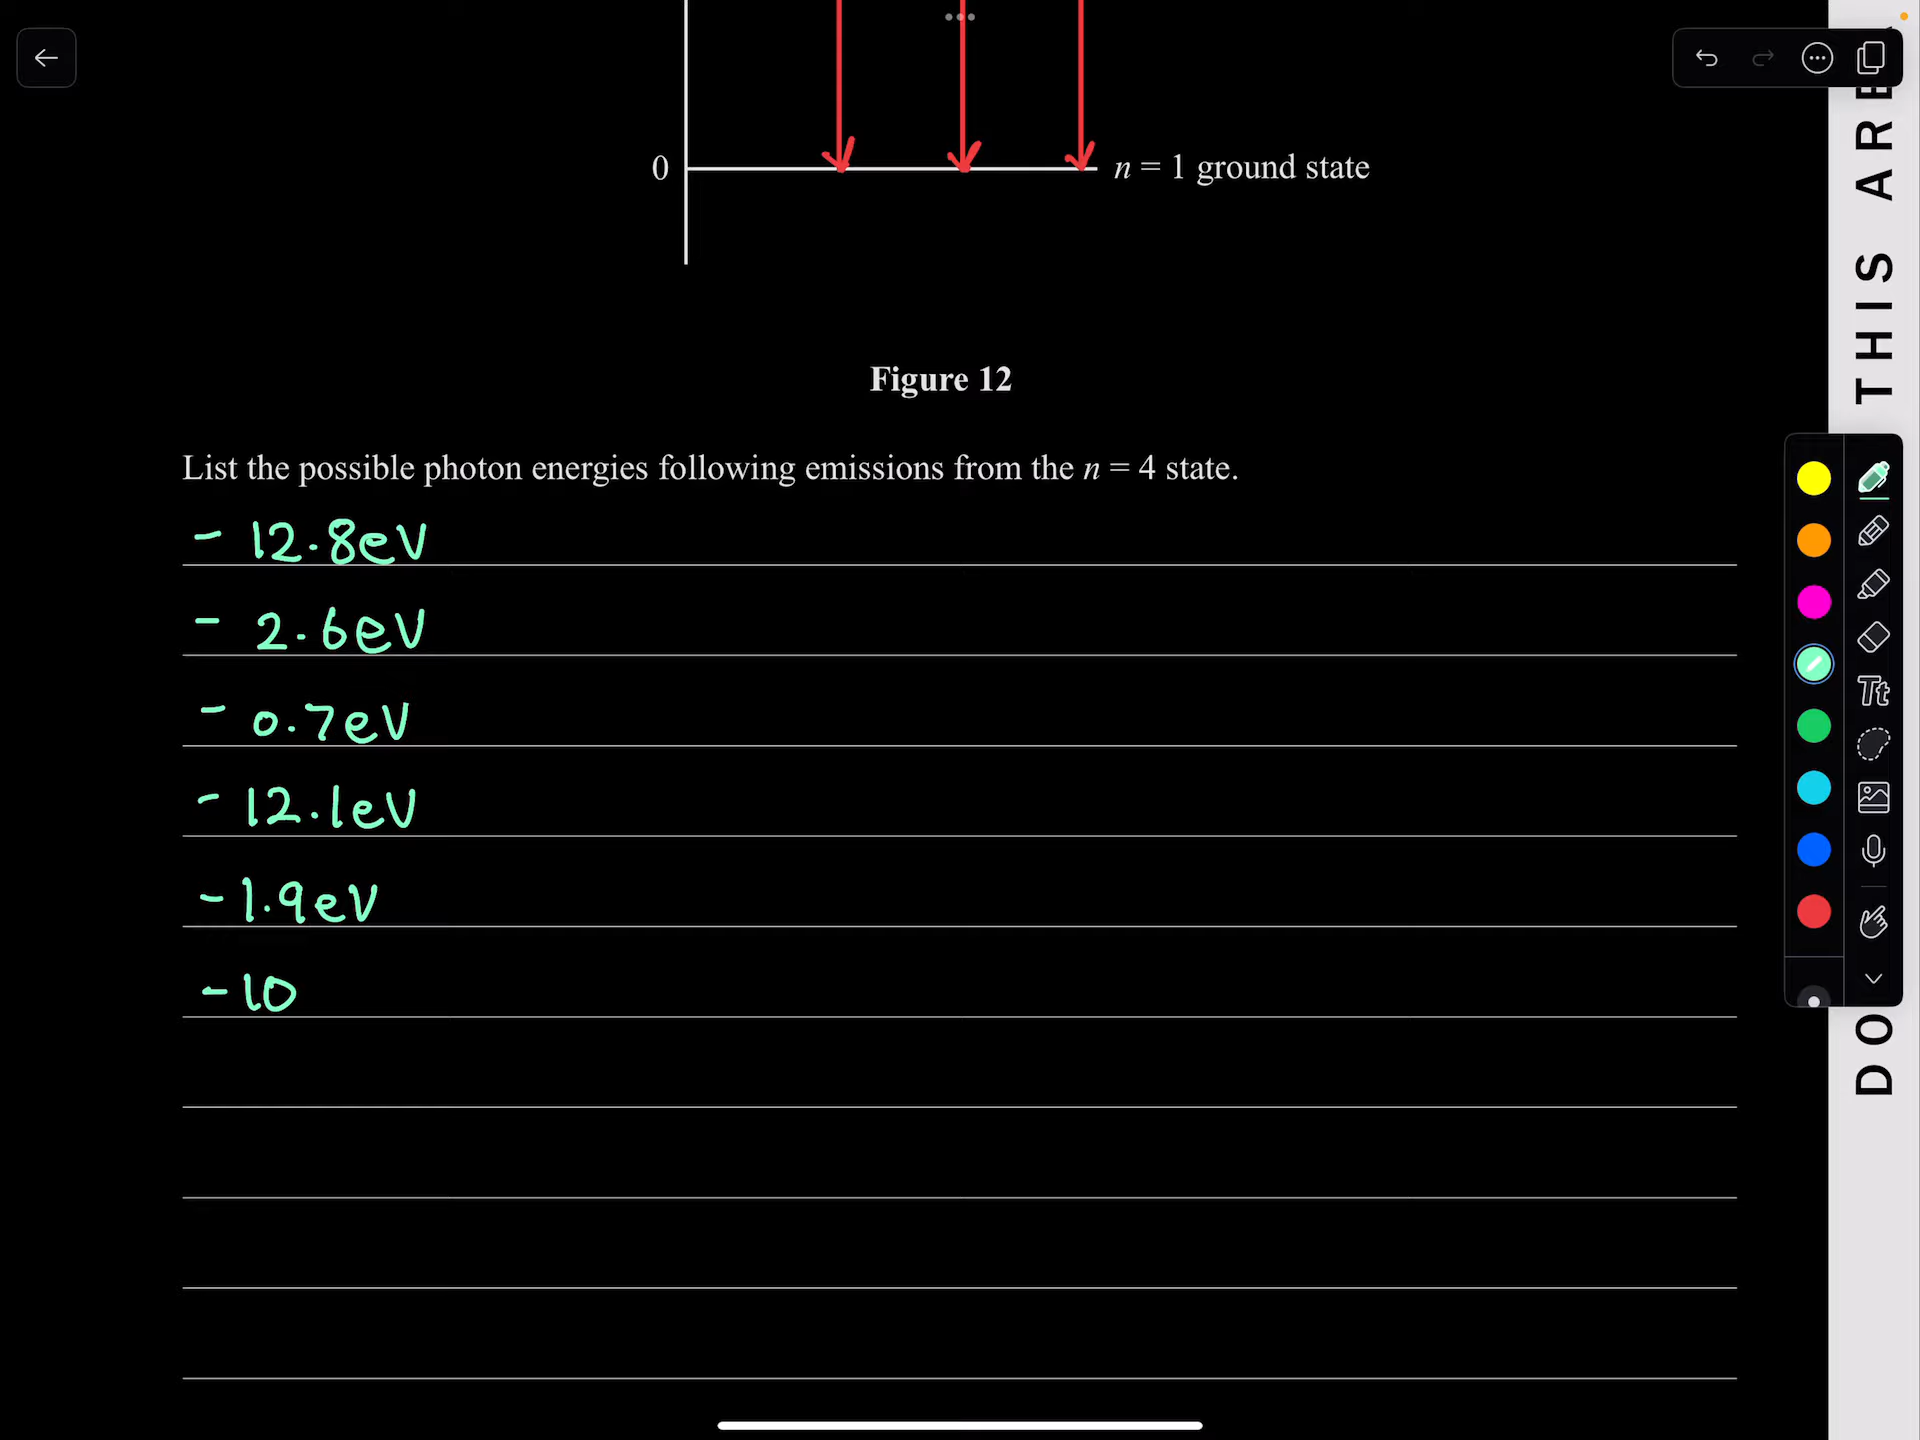 0
n = 1 ground state
Figure 12
List the possible photon energies following emissions from the n = 4 state.
- 12.8eV
- 2.6eV
- 0.7eV
- 12.1eV
- 1.9eV
- 10
Tt
DO
THIS ARE